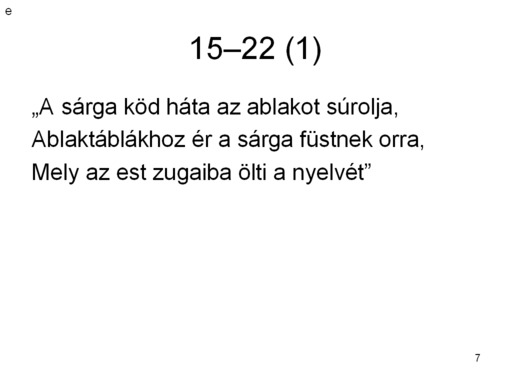 e
15–22 (1)
„A sárga köd háta az ablakot súrolja,
Ablaktáblákhoz ér a sárga füstnek orra,
Mely az est zugaiba ölti a nyelvét”
7